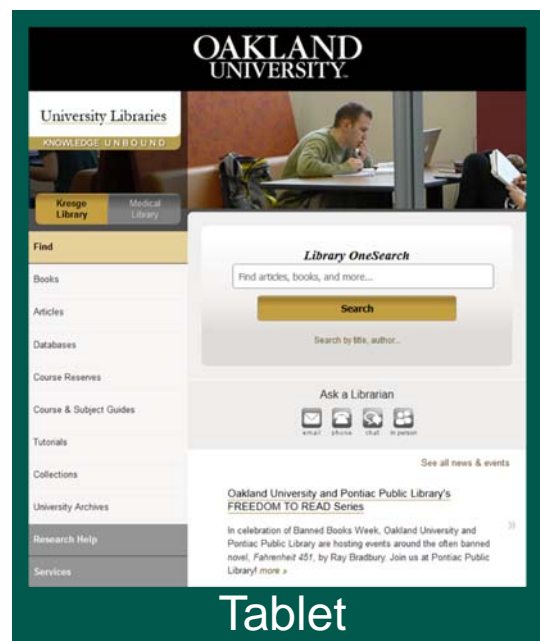 OAKLAND
UNIVERSITY
University Libraries
KNOWLEDGE UNBOUND
Kresge
Library
Medical
Library
Find
Books
Articles
Databases
Course Reserves
Course & Subject Guides
Tutorials
Collections
University Archives
Research Help
Services
Library OneSearch
Find articles, books, and more...
Search
Search by title, author...
Ask a Librarian
email phone chat in person
See all news & events
Oakland University and Pontiac Public Library's
FREEDOM TO READ Series
In celebration of Banned Books Week, Oakland University and
Pontiac Public Library are hosting events around the often banned
novel, Fahrenheit 451, by Ray Bradbury. Join us at Pontiac Public
Library! more »
»
Tablet